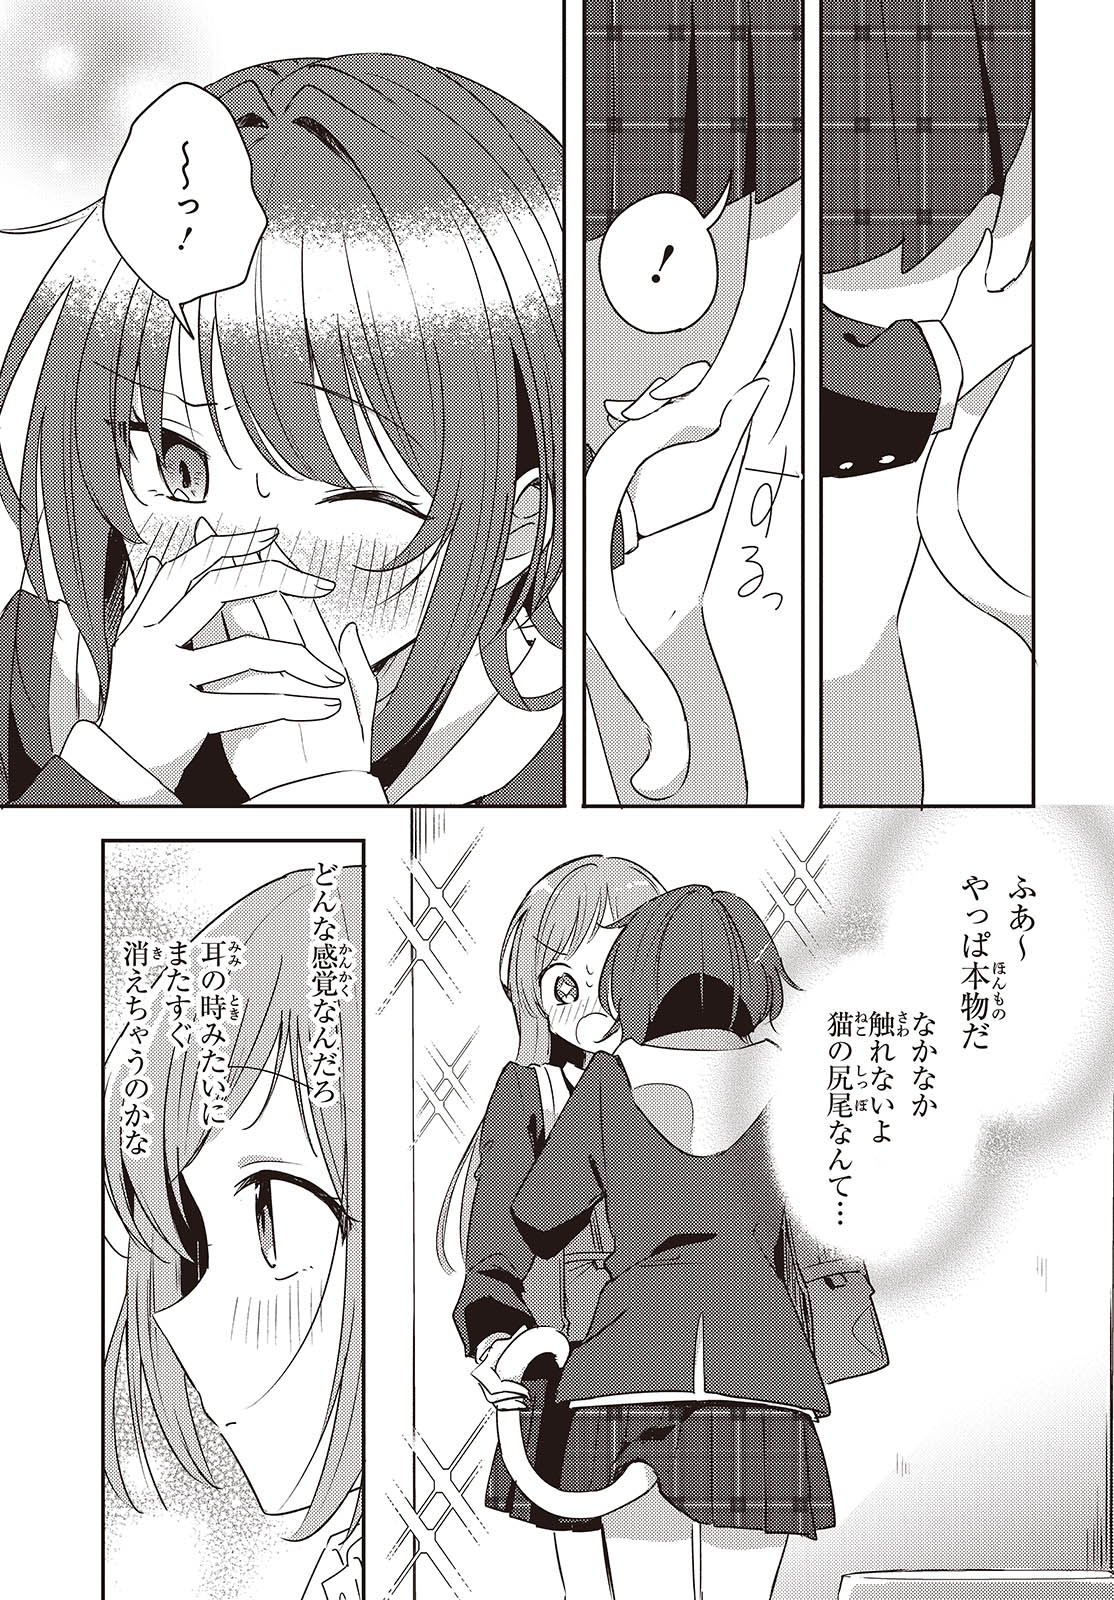 ！
する
〜〜っ！
ふあ〜
やっぱ本物だ
なかなか
触れないよ
猫の尻尾なんて…
どんな感覚なんだろ
耳の時みたいに
またすぐ
消えちゃうのかな